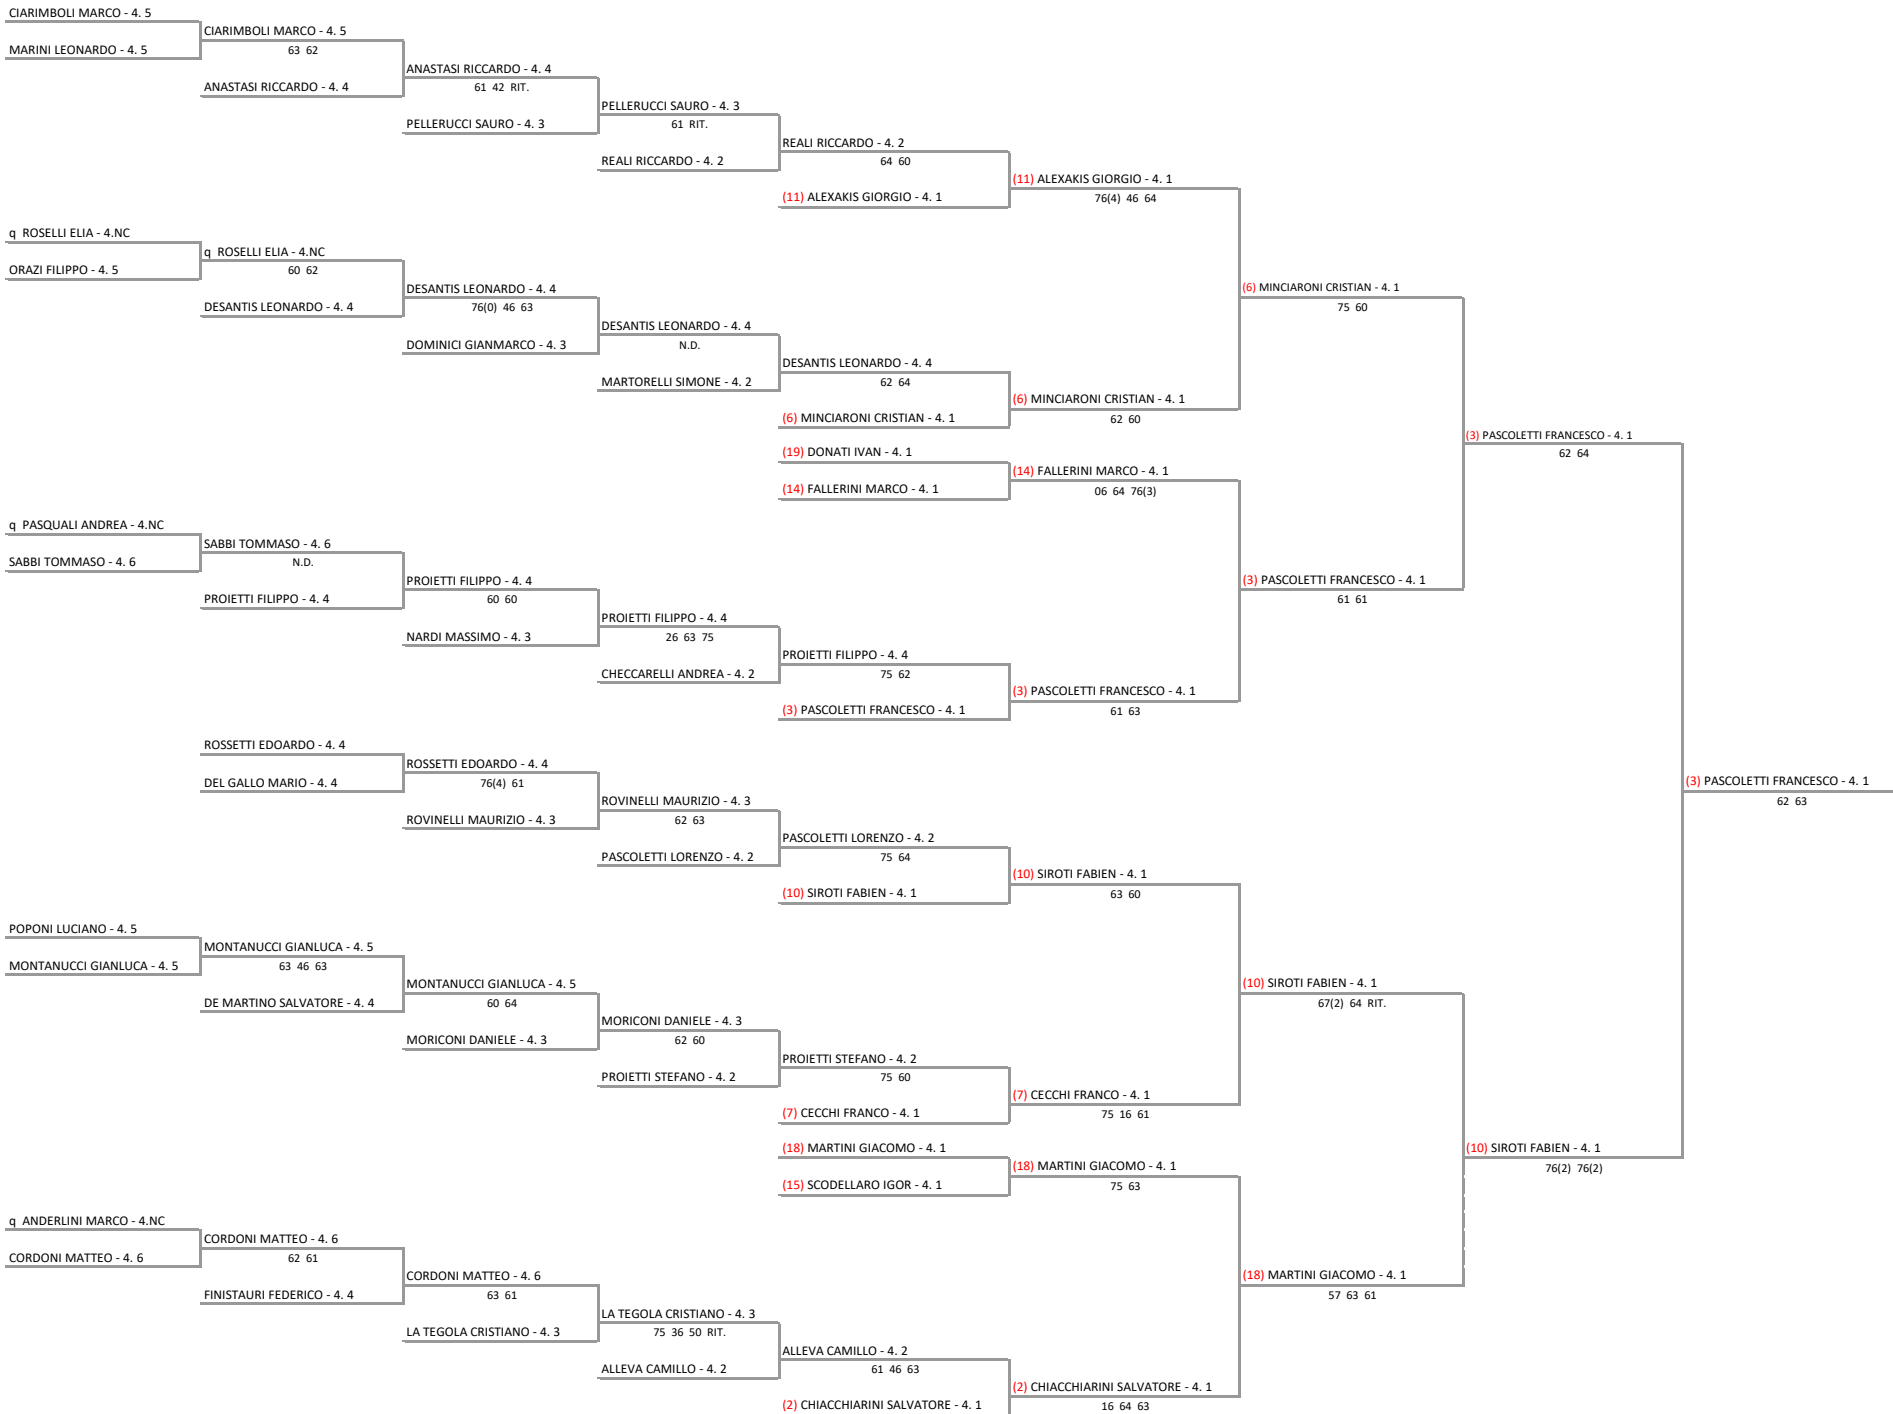 CIARIMBOLI MARCO - 4. 5
MARINI LEONARDO - 4. 5
q ROSELLI ELIA - 4.NC
ORAZI FILIPPO - 4. 5
q PASQUALI ANDREA - 4.NC
SABBI TOMMASO - 4. 6
POPONI LUCIANO - 4. 5
MONTANUCCI GIANLUCA - 4. 5
q ANDERLINI MARCO - 4.NC
CORDONI MATTEO - 4. 6
CIARIMBOLI MARCO - 4. 5
63 62
ANASTASI RICCARDO - 4. 4
q ROSELLI ELIA - 4.NC
60 62
DESANTIS LEONARDO - 4. 4
SABBI TOMMASO - 4. 6
N.D.
PROIETTI FILIPPO - 4. 4
ROSSETTI EDOARDO - 4. 4
DEL GALLO MARIO - 4. 4
MONTANUCCI GIANLUCA - 4. 5
63 46 63
DE MARTINO SALVATORE - 4. 4
CORDONI MATTEO - 4. 6
62 61
FINISTAURI FEDERICO - 4. 4
ANASTASI RICCARDO - 4. 4
61 42 RIT.
PELLERUCCI SAURO - 4. 3
DESANTIS LEONARDO - 4. 4
76(0) 46 63
DOMINICI GIANMARCO - 4. 3
PROIETTI FILIPPO - 4. 4
60 60
NARDI MASSIMO - 4. 3
ROSSETTI EDOARDO - 4. 4
76(4) 61
ROVINELLI MAURIZIO - 4. 3
MONTANUCCI GIANLUCA - 4. 5
60 64
MORICONI DANIELE - 4. 3
CORDONI MATTEO - 4. 6
63 61
LA TEGOLA CRISTIANO - 4. 3
PELLERUCCI SAURO - 4. 3
61 RIT.
REALI RICCARDO - 4. 2
DESANTIS LEONARDO - 4. 4
N.D.
MARTORELLI SIMONE - 4. 2
PROIETTI FILIPPO - 4. 4
26 63 75
CHECCARELLI ANDREA - 4. 2
ROVINELLI MAURIZIO - 4. 3
62 63
PASCOLETTI LORENZO - 4. 2
MORICONI DANIELE - 4. 3
62 60
PROIETTI STEFANO - 4. 2
LA TEGOLA CRISTIANO - 4. 3
75 36 50 RIT.
ALLEVA CAMILLO - 4. 2
REALI RICCARDO - 4. 2
64 60
(11) ALEXAKIS GIORGIO - 4. 1
DESANTIS LEONARDO - 4. 4
62 64
(6) MINCIARONI CRISTIAN - 4. 1
(19) DONATI IVAN - 4. 1
(14) FALLERINI MARCO - 4. 1
PROIETTI FILIPPO - 4. 4
75 62
(3) PASCOLETTI FRANCESCO - 4. 1
PASCOLETTI LORENZO - 4. 2
75 64
(10) SIROTI FABIEN - 4. 1
PROIETTI STEFANO - 4. 2
75 60
(7) CECCHI FRANCO - 4. 1
(18) MARTINI GIACOMO - 4. 1
(15) SCODELLARO IGOR - 4. 1
ALLEVA CAMILLO - 4. 2
61 46 63
(2) CHIACCHIARINI SALVATORE - 4. 1
(11) ALEXAKIS GIORGIO - 4. 1
76(4) 46 64
(6) MINCIARONI CRISTIAN - 4. 1
62 60
(14) FALLERINI MARCO - 4. 1
06 64 76(3)
(3) PASCOLETTI FRANCESCO - 4. 1
61 63
(10) SIROTI FABIEN - 4. 1
63 60
(7) CECCHI FRANCO - 4. 1
75 16 61
(18) MARTINI GIACOMO - 4. 1
75 63
(2) CHIACCHIARINI SALVATORE - 4. 1
16 64 63
(6) MINCIARONI CRISTIAN - 4. 1
75 60
(3) PASCOLETTI FRANCESCO - 4. 1
61 61
(10) SIROTI FABIEN - 4. 1
67(2) 64 RIT.
(18) MARTINI GIACOMO - 4. 1
57 63 61
(3) PASCOLETTI FRANCESCO - 4. 1
62 64
(10) SIROTI FABIEN - 4. 1
76(2) 76(2)
(3) PASCOLETTI FRANCESCO - 4. 1
62 63